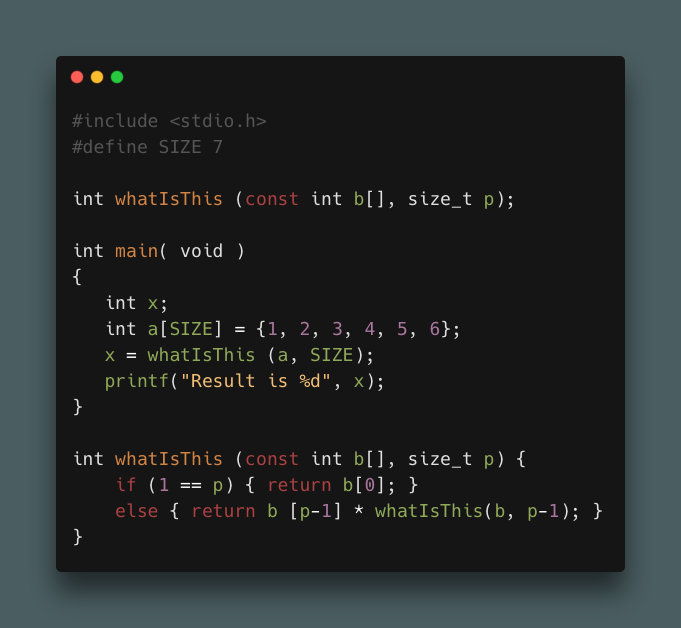 #include <stdio.h>
#define SIZE 7

int whatIsThis (const int b[], size_t p);

int main( void )
{
   int x;
   int a[SIZE] = {1, 2, 3, 4, 5, 6};
   x = whatIsThis (a, SIZE);
   printf("Result is %d", x);
}

int whatIsThis (const int b[], size_t p) {
    if (1 == p) { return b[0]; }
    else { return b [p-1] * whatIsThis(b, p-1); }
}